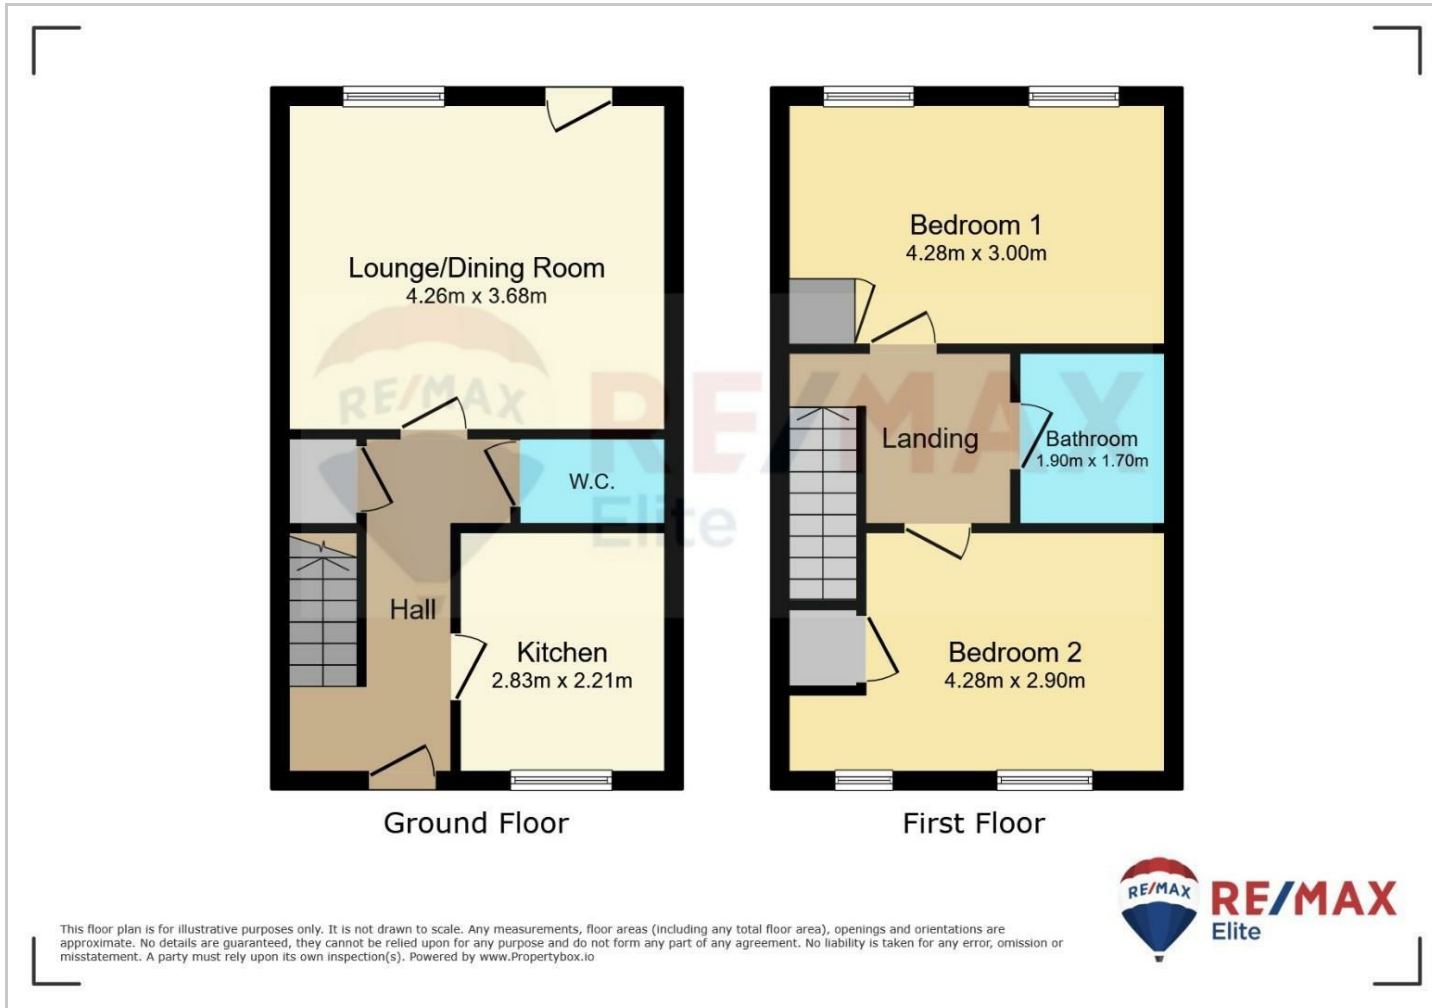 Lounge/Dining Room
4.26m x 3.68m
W.C.
Hall
Kitchen
2.83m x 2.21m
Ground Floor
Bedroom 1
4.28m x 3.00m
Landing
Bathroom
1.90m x 1.70m
Bedroom 2
4.28m x 2.90m
First Floor
RE/MAX
RE/MAX
Elite
This floor plan is for illustrative purposes only. It is not drawn to scale. Any measurements, floor areas (including any total floor area), openings and orientations are
approximate. No details are guaranteed, they cannot be relied upon for any purpose and do not form any part of any agreement. No liability is taken for any error, omission or
misstatement. A party must rely upon its own inspection(s). Powered by www.Propertybox.io
RE/MAX
RE/MAX
Elite